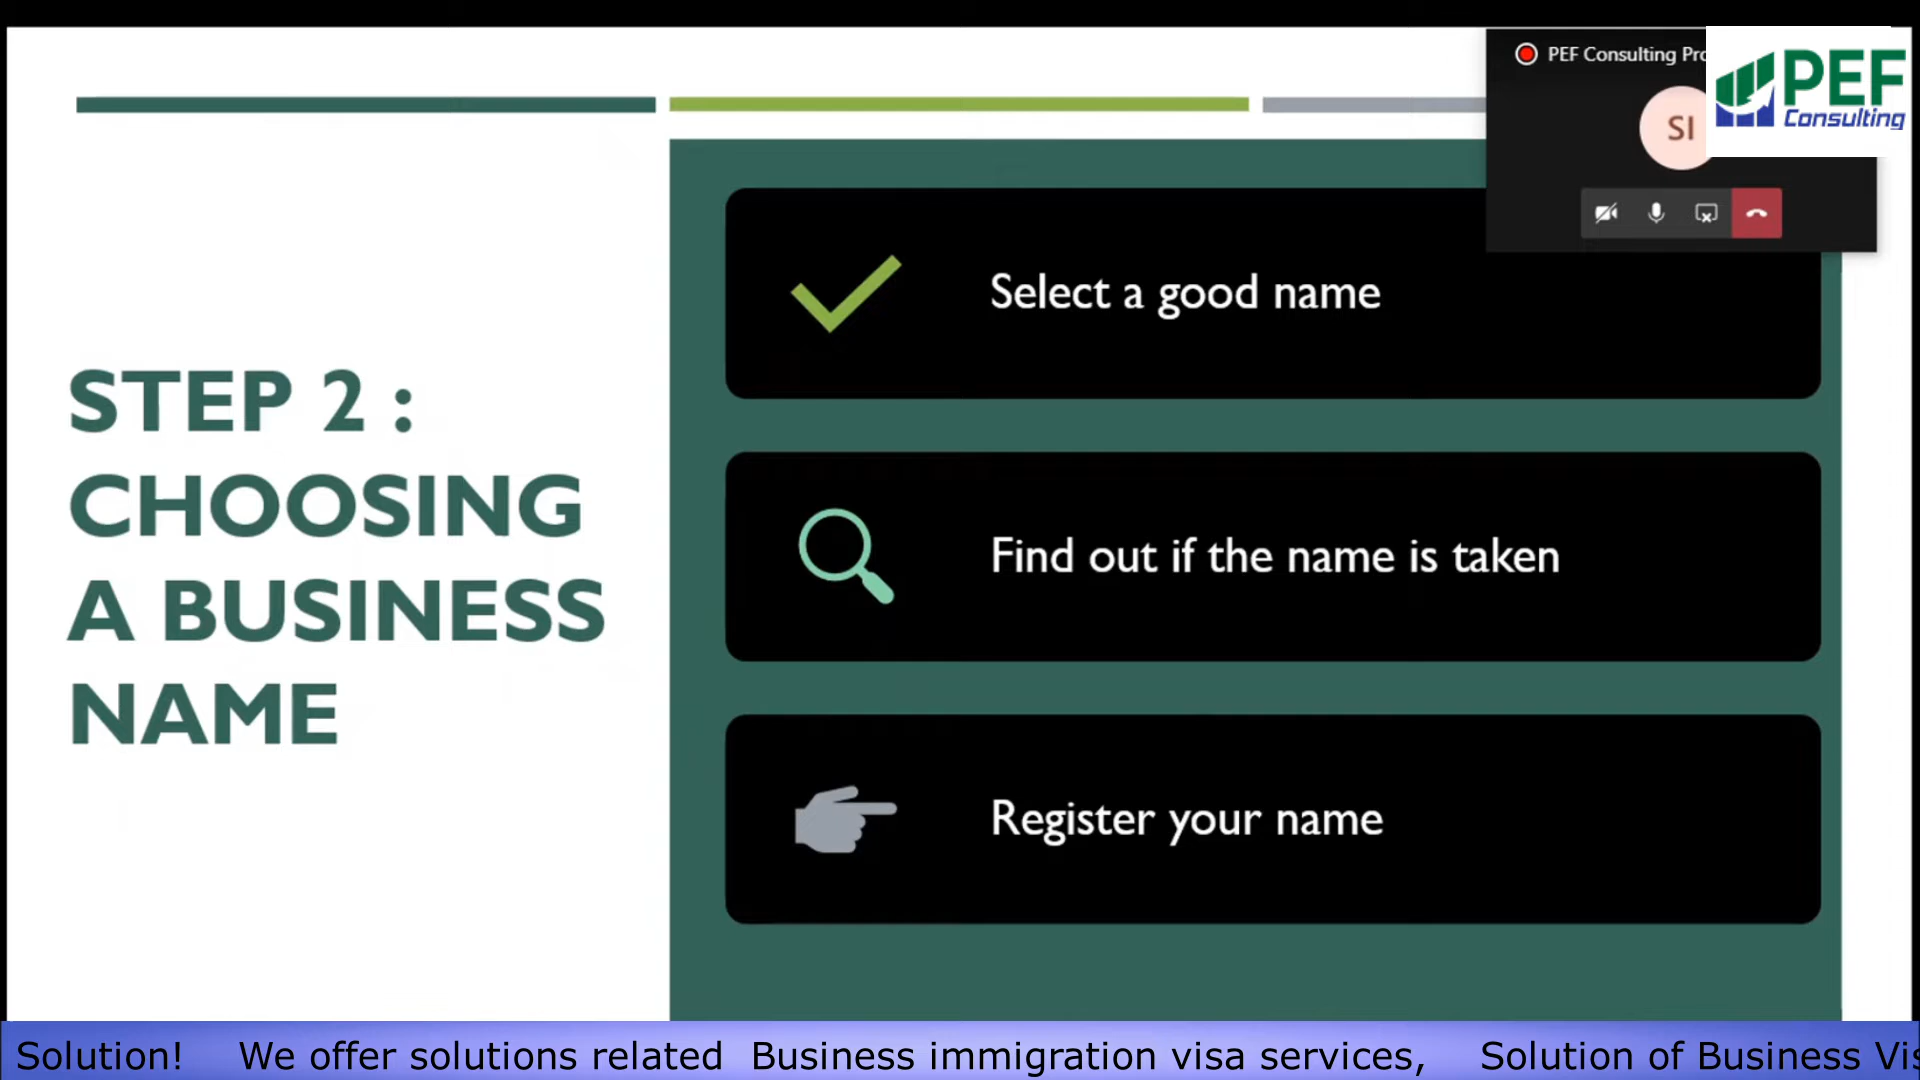 PEF Consulting Pro
PEF
Consulting
SI
STEP 2 :
CHOOSING
A BUSINESS
NAME
Select a good name
Find out if the name is taken
Register your name
Solution! We offer solutions related Business immigration visa services, Solution of Business Vis